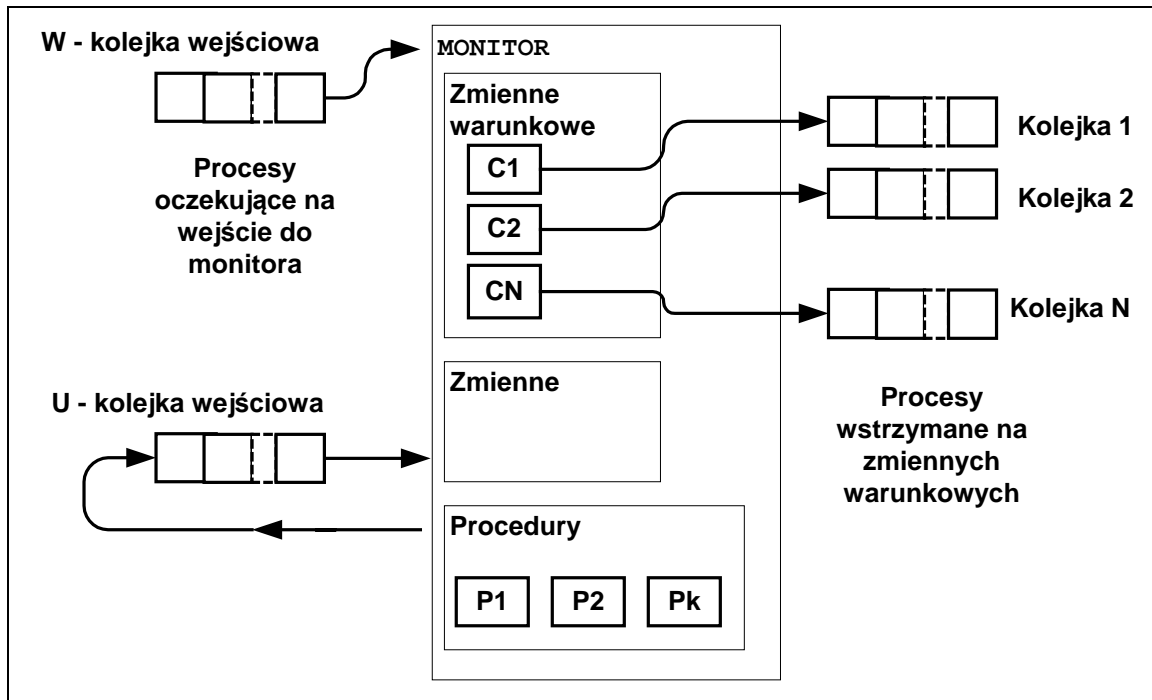 W - kolejka wejściowa
MONITOR
Zmienne
warunkowe
C1
C2
CN
Kolejka 1
Kolejka 2
Kolejka N
Procesy
oczekujące na
wejście do
monitora
U - kolejka wejściowa
Zmienne
Procesy
wstrzymane na
zmiennych
warunkowych
Procedury
P1
P2
Pk